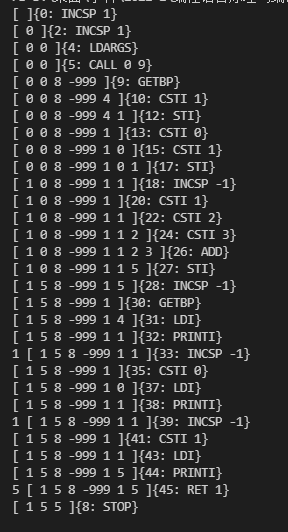 [ ]{0: INCSP 1}
[ 0 ]{2: INCSP 1}
[ 0 0 ]{4: LDARGS}
[ 0 0 ]{5: CALL 0 9}
[ 0 0 8 -999 ]{9: GETBP}
[ 0 0 8 -999 4 ]{10: CSTI 1}
[ 0 0 8 -999 4 1 ]{12: STI}
[ 0 0 8 -999 1 ]{13: CSTI 0}
[ 0 0 8 -999 1 0 ]{15: CSTI 1}
[ 0 0 8 -999 1 0 1 ]{17: STI}
[ 1 0 8 -999 1 1 ]{18: INCSP -1}
[ 1 0 8 -999 1 ]{20: CSTI 1}
[ 1 0 8 -999 1 1 ]{22: CSTI 2}
[ 1 0 8 -999 1 1 2 ]{24: CSTI 3}
[ 1 0 8 -999 1 1 2 3 ]{26: ADD}
[ 1 0 8 -999 1 1 5 ]{27: STI}
[ 1 5 8 -999 1 5 ]{28: INCSP -1}
[ 1 5 8 -999 1 ]{30: GETBP}
[ 1 5 8 -999 1 4 ]{31: LDI}
[ 1 5 8 -999 1 1 ]{32: PRINTI}
1 [ 1 5 8 -999 1 1 ]{33: INCSP -1}
[ 1 5 8 -999 1 ]{35: CSTI 0}
[ 1 5 8 -999 1 0 ]{37: LDI}
[ 1 5 8 -999 1 1 ]{38: PRINTI}
1 [ 1 5 8 -999 1 1 ]{39: INCSP -1}
[ 1 5 8 -999 1 ]{41: CSTI 1}
[ 1 5 8 -999 1 1 ]{43: LDI}
[ 1 5 8 -999 1 5 ]{44: PRINTI}
5 [ 1 5 8 -999 1 5 ]{45: RET 1}
[ 1 5 5 ]{8: STOP}